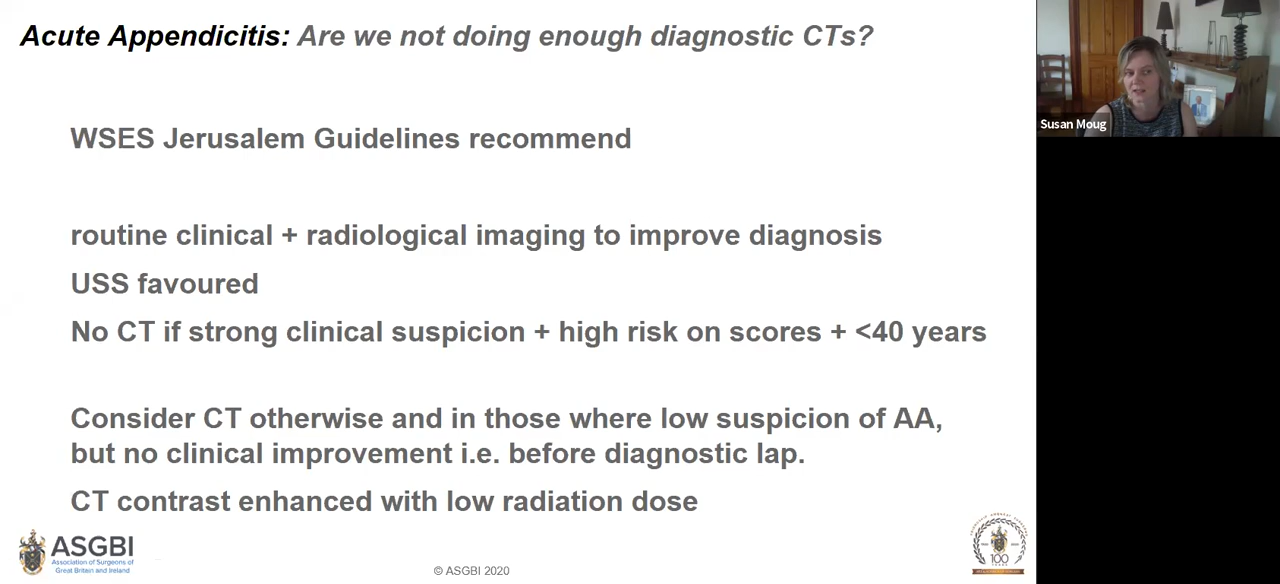 Acute Appendicitis: Are we not doing enough diagnostic CTs?
Susan Moug
WSES Jerusalem Guidelines recommend
routine clinical + radiological imaging to improve diagnosis
USS favoured
No CT if strong clinical suspicion + high risk on scores + <40 years
Consider CT otherwise and in those where low suspicion of AA,
but no clinical improvement i.e. before diagnostic lap.
CT contrast enhanced with low radiation dose
ASGBI
Association of Surgeons of
Great Britain and Ireland
© ASGBI 2020
100
YEARS